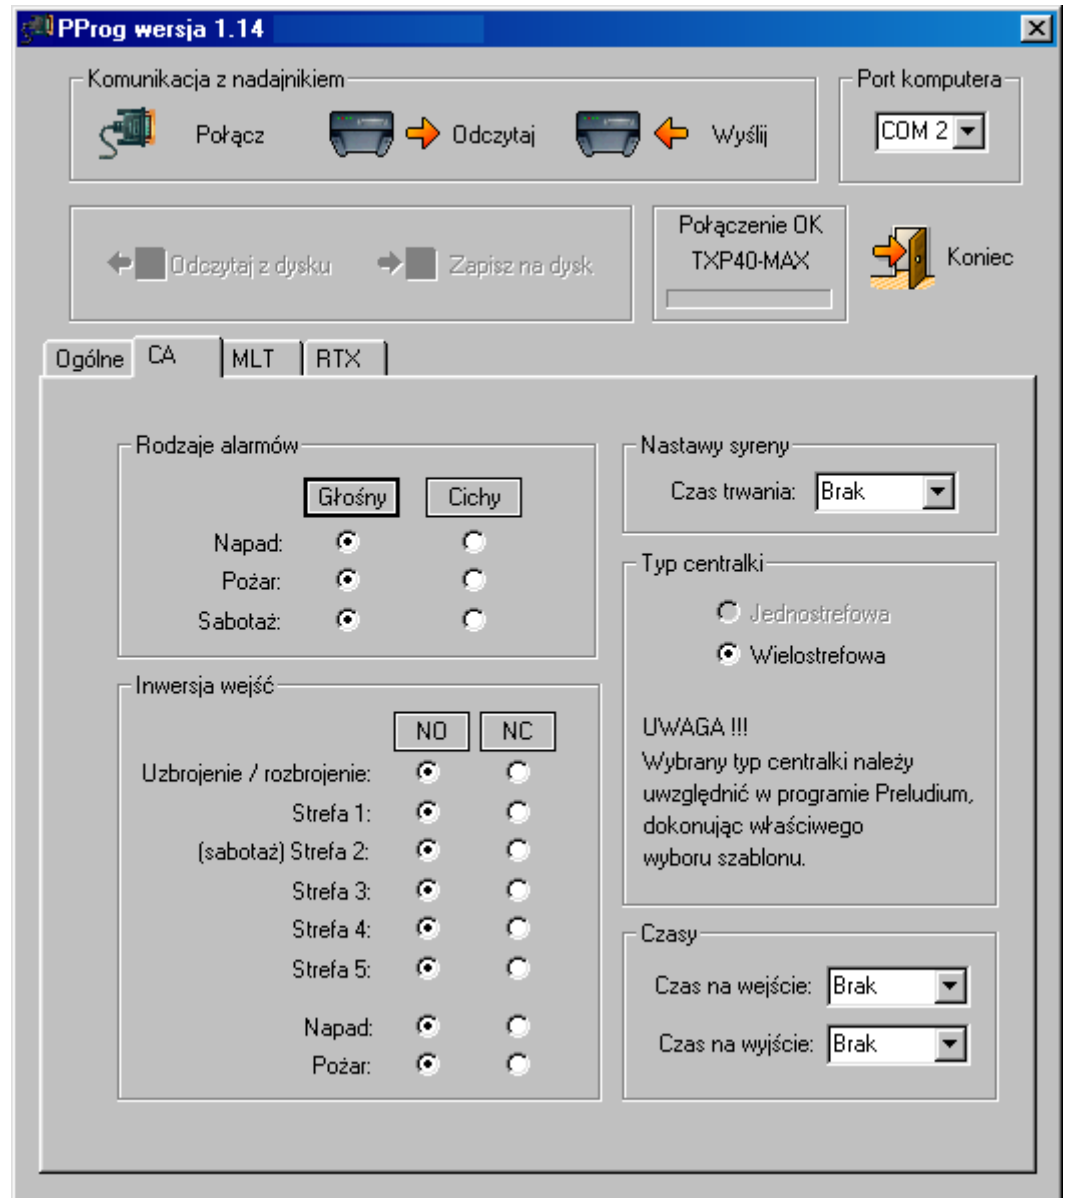 PProg wersja 1.14
Komunikacja z nadajnikiem
Połącz
Odczytaj
Wyślij
Port komputera
COM 2
Odczytaj z dysku
Zapisz na dysk
Połączenie OK
TXP40-MAX
Koniec
Ogólne CA MLT RTX
Rodzaje alarmów
Głośny Cichy
Napad:
Pożar:
Sabotaż:
Inwersja wejść
NO NC
Uzbrojenie / rozbrojenie:
Strefa 1:
(sabotaż) Strefa 2:
Strefa 3:
Strefa 4:
Strefa 5:
Napad:
Pożar:
Nastawy syreny
Czas trwania: Brak
Typ centralki
Jednostrefowa
Wielostrefowa
UWAGA !!!
Wybrany typ centralki należy
uwzględnić w programie Preludium,
dokonując właściwego
wyboru szablonu.
Czasy
Czas na wejście: Brak
Czas na wyjście: Brak